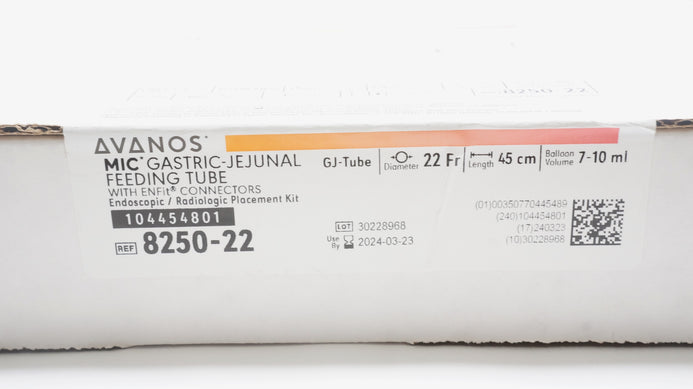 8250-22
AVANOS*
MIC* GASTRIC-JEJUNAL
FEEDING TUBE
WITH ENFit® CONNECTORS
Endoscopic / Radiologic Placement Kit
104454801
REF 8250-22
GJ-Tube
Diameter 22 Fr
Length 45 cm
Balloon Volume 7-10 ml
LOT 30228968
Use By 2024-03-23
(01)00350770445489
(240)104454801
(17)240323
(10)30228968